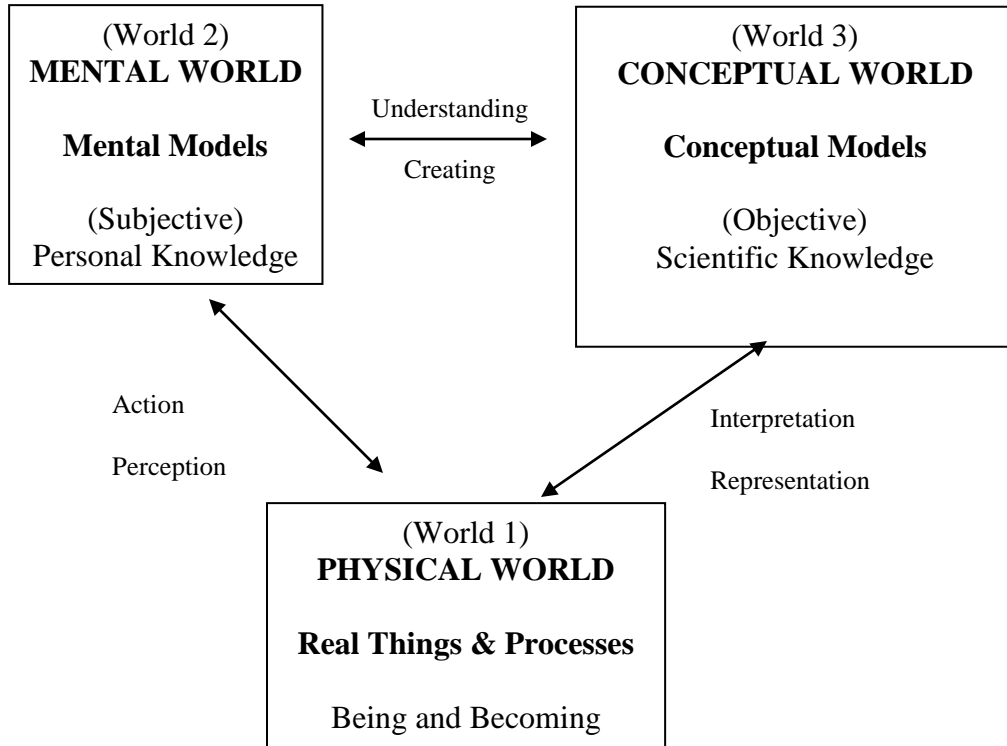 (World 2)
MENTAL WORLD
Mental Models
(Subjective)
Personal Knowledge
Understanding
Creating
(World 3)
CONCEPTUAL WORLD
Conceptual Models
(Objective)
Scientific Knowledge
Action
Perception
Interpretation
Representation
(World 1)
PHYSICAL WORLD
Real Things & Processes
Being and Becoming